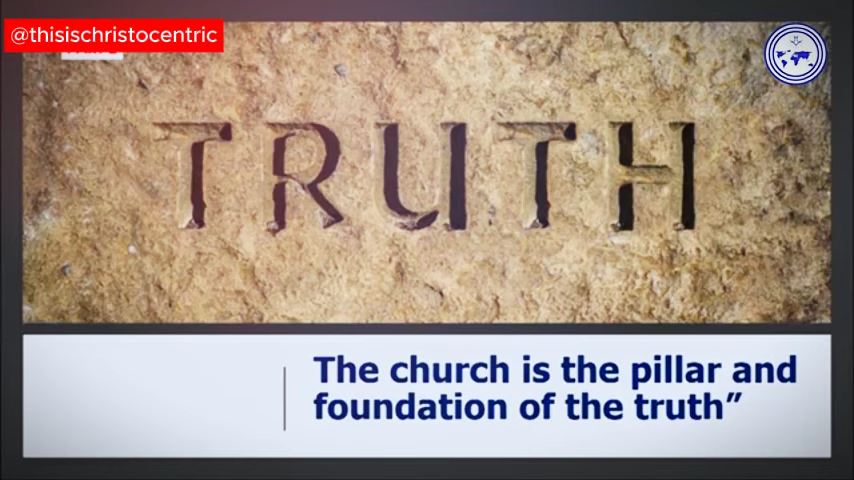 @thisischristocentric
TRUTH
The church is the pillar and
foundation of the truth”